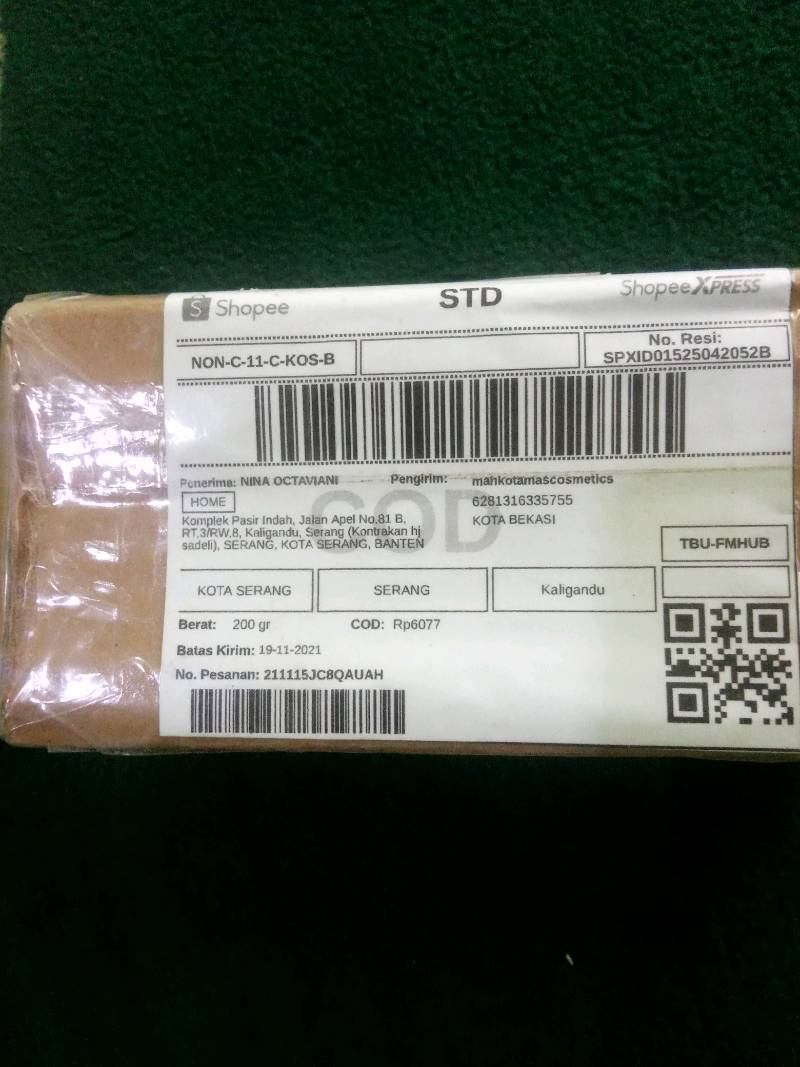 Shopee
STD
ShopeeXPRESS
NON-C-11-C-KOS-B
No. Resi:
SPXID01525042052B
Penerima: NINA OCTAVIANI
Pengirim: mahkotamascosmetics
HOME
6281316335755
Komplek Pasir Indah, Jalan Apel No.81 B,
KOTA BEKASI
RT.3/RW.8, Kaligandu, Serang (Kontrakan hj
sadeli), SERANG, KOTA SERANG, BANTEN
COD
TBU-FMHUB
KOTA SERANG
SERANG
Kaligandu
Berat: 200 gr
COD: Rp6077
Batas Kirim: 19-11-2021
No. Pesanan: 211115JC8QAUAH